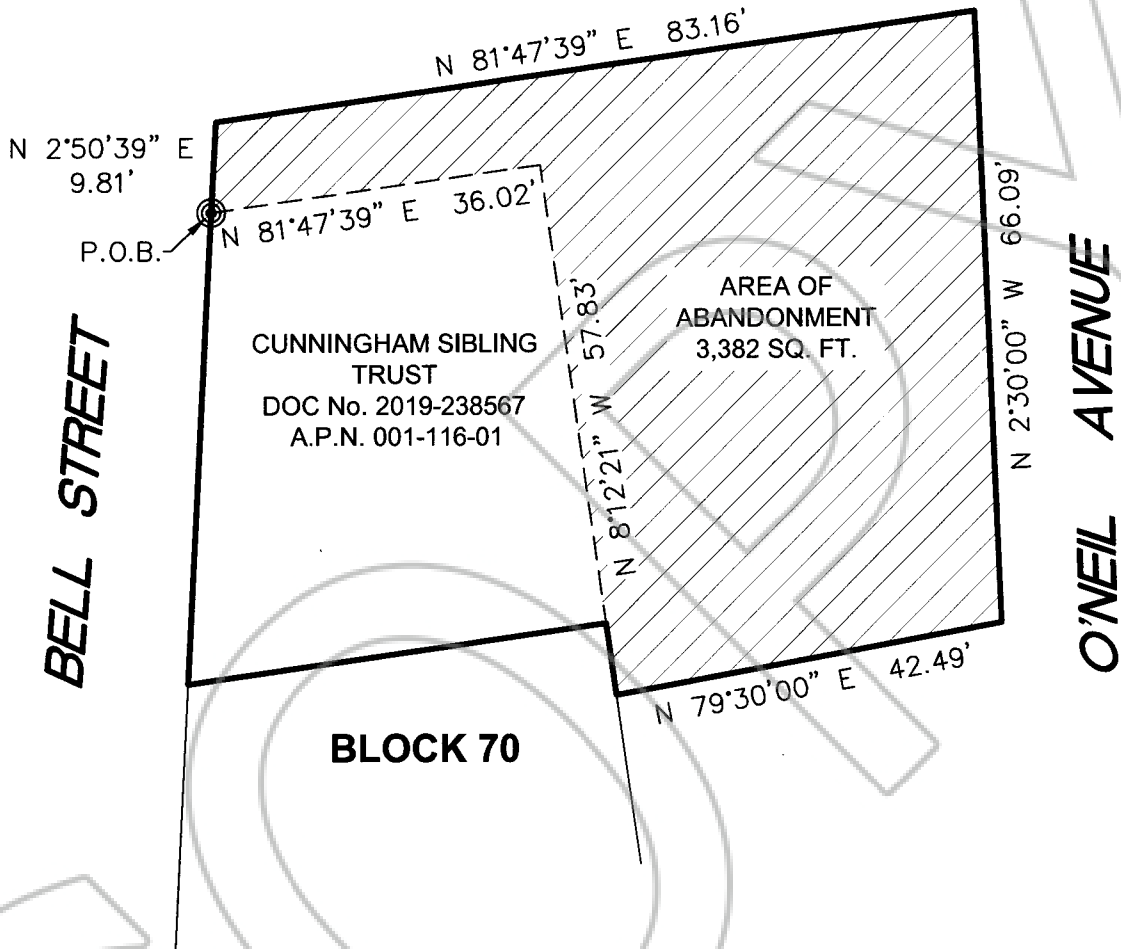 N 81°47'39" E 83.16'
N 2°50'39" E
9.81'
N 81°47'39" E 36.02'
P.O.B.
N 8°12'21" W 57.83'
AREA OF
ABANDONMENT
3,382 SQ. FT.
N 2°30'00" W 66.09'
CUNNINGHAM SIBLING
TRUST
DOC No. 2019-238567
A.P.N. 001-116-01
BELL STREET
O'NEIL AVENUE
N 79°30'00" E 42.49'
BLOCK 70